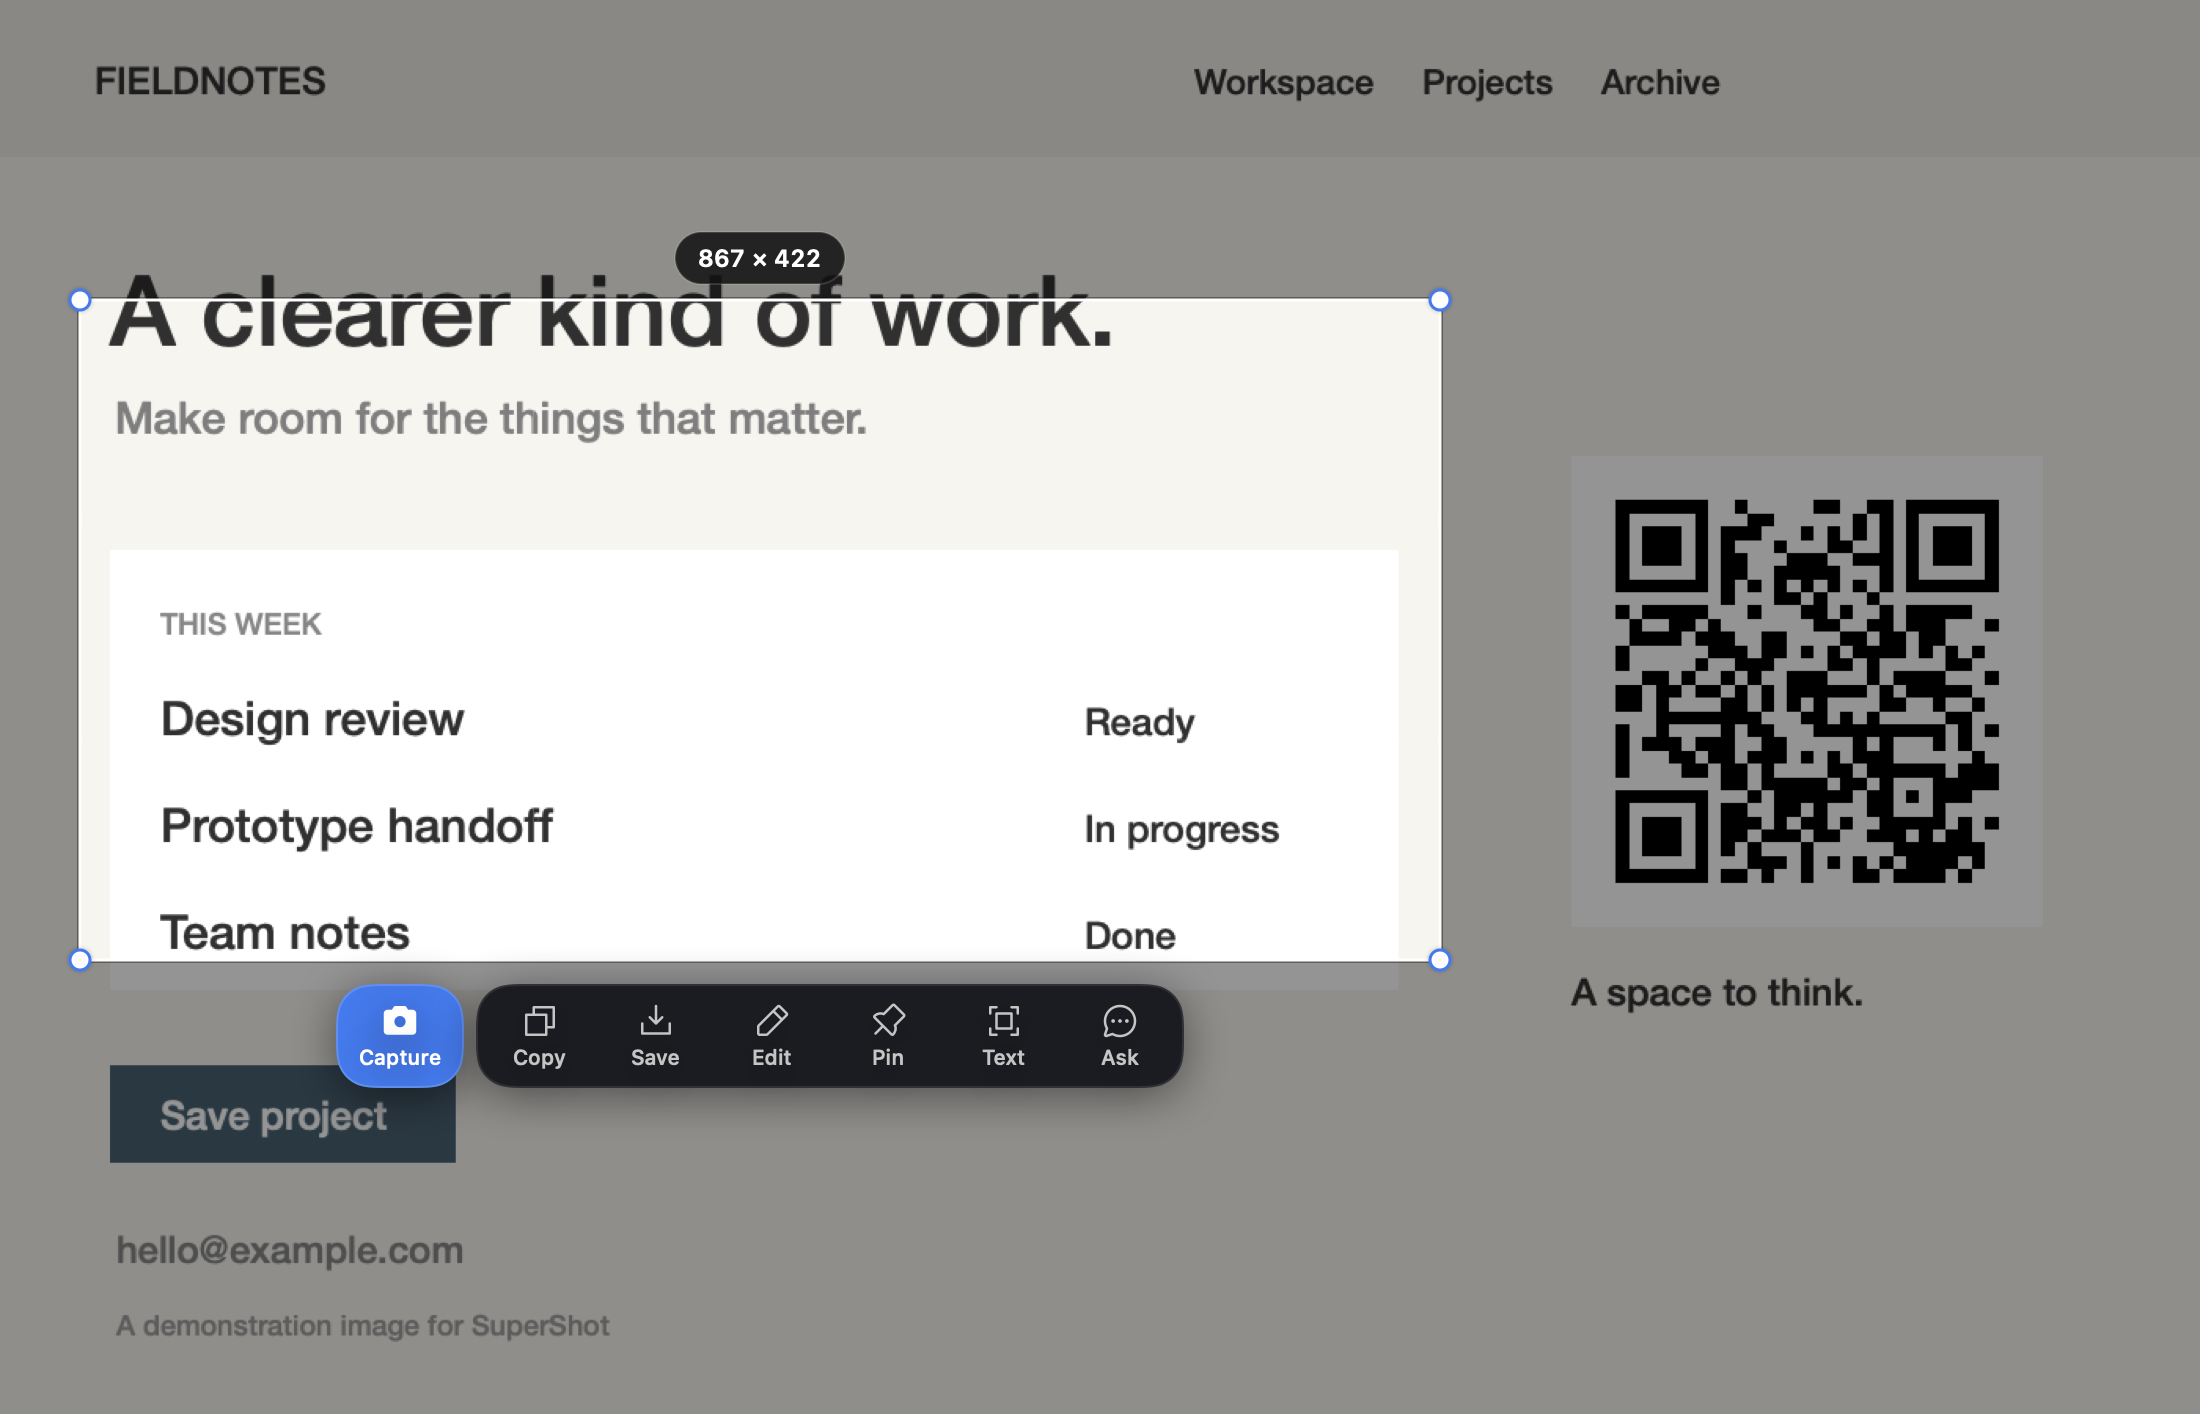 FIELDNOTES
Workspace Projects Archive
867 × 422
A clearer kind of work.
Make room for the things that matter.
THIS WEEK
Design review Ready
Prototype handoff In progress
Team notes Done
A space to think.
Capture Copy Save Edit Pin Text Ask
Save project
hello@example.com
A demonstration image for SuperShot